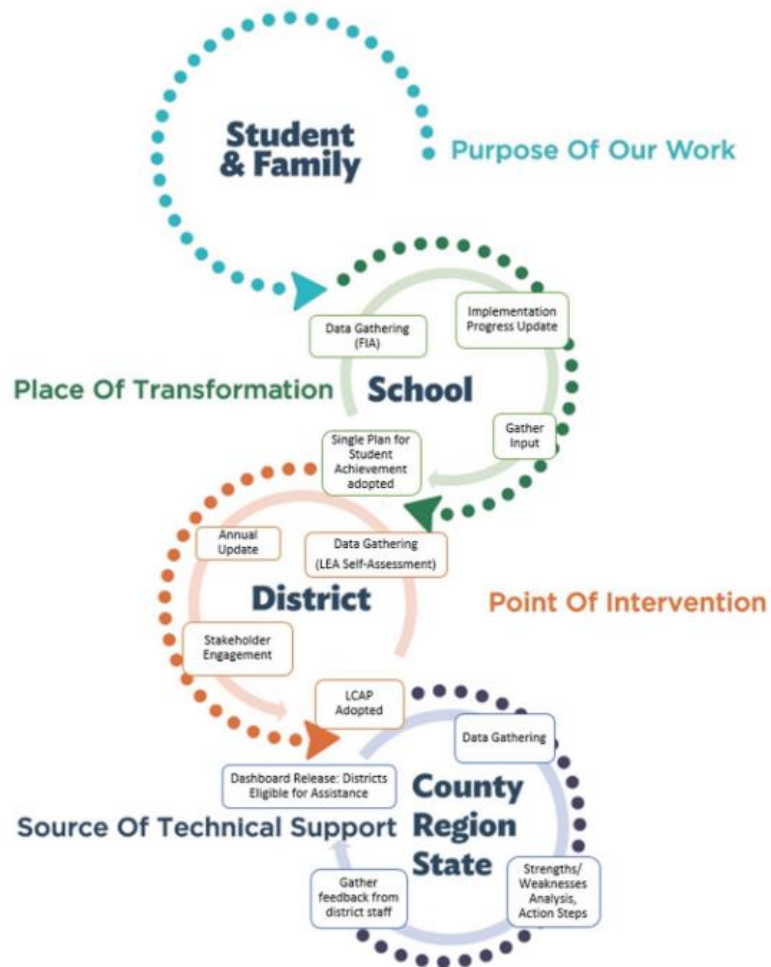 Student
& Family
Purpose Of Our Work
Data Gathering
(FIA)
Implementation
Progress Update
Place Of Transformation
School
Gather
Input
Single Plan for
Student
Achievement
adopted
Annual
Update
Data Gathering
(LEA Self-Assessment)
District
Point Of Intervention
Stakeholder
Engagement
LCAP
Adopted
Data Gathering
Dashboard Release: Districts
Eligible for Assistance
County
Region
State
Source Of Technical Support
Gather
feedback from
district staff
Strengths/
Weaknesses
Analysis,
Action Steps